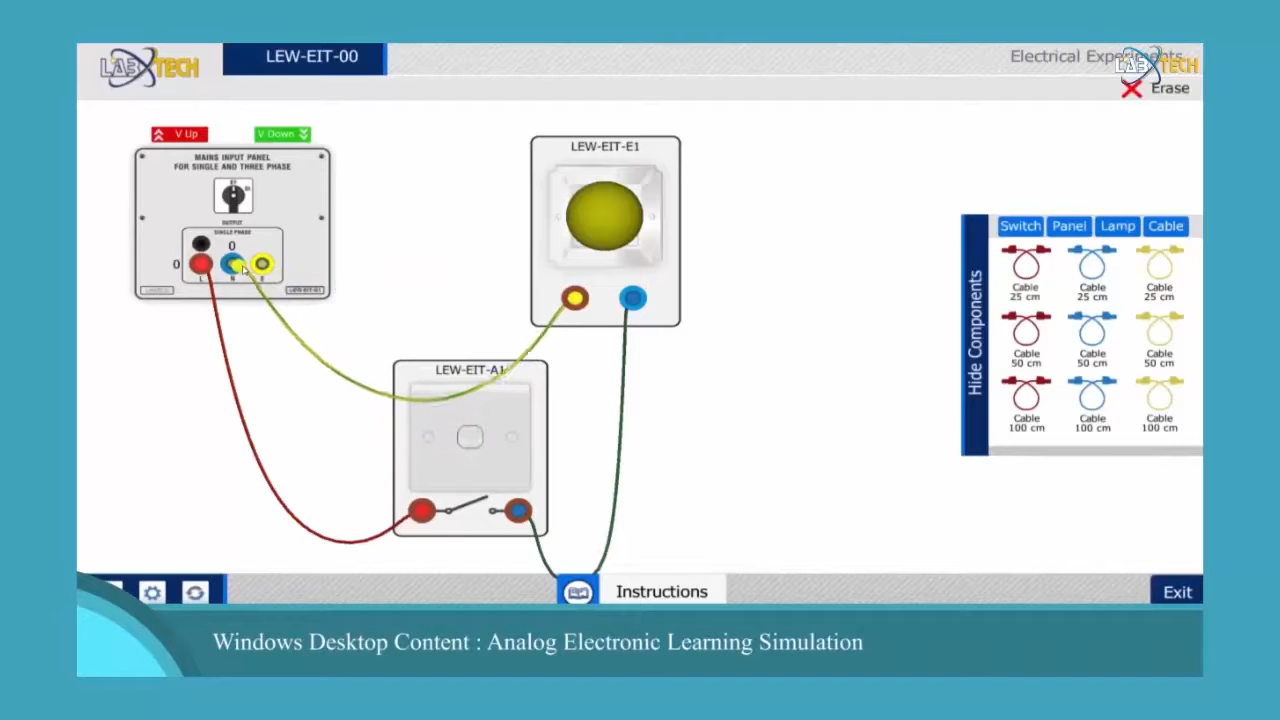 LABXTECH
LEW-EIT-00
Electrical Experiments
LABXTECH
Erase
V Up
V Down
MAINS INPUT PANEL
FOR SINGLE AND THREE PHASE
OUTPUT
SINGLE PHASE
0
0
L
N
E
LEW-EIT-E1
LEW-EIT-A1
Hide Components
Switch
Panel
Lamp
Cable
Cable
25 cm
Cable
25 cm
Cable
25 cm
Cable
50 cm
Cable
50 cm
Cable
50 cm
Cable
100 cm
Cable
100 cm
Cable
100 cm
Instructions
Exit
Windows Desktop Content : Analog Electronic Learning Simulation